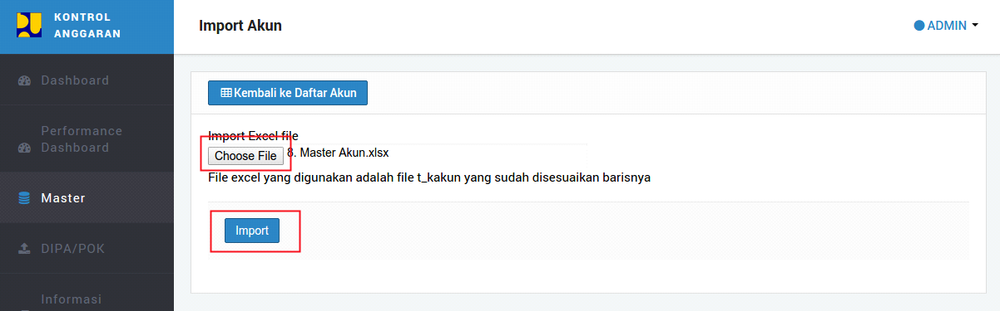 KONTROL
ANGGARAN
Import Akun
ADMIN
Dashboard
Performance
Dashboard
Master
DIPA/POK
Informasi
Kembali ke Daftar Akun
Import Excel file
Choose File 8. Master Akun.xlsx
File excel yang digunakan adalah file t_kakun yang sudah disesuaikan barisnya
Import